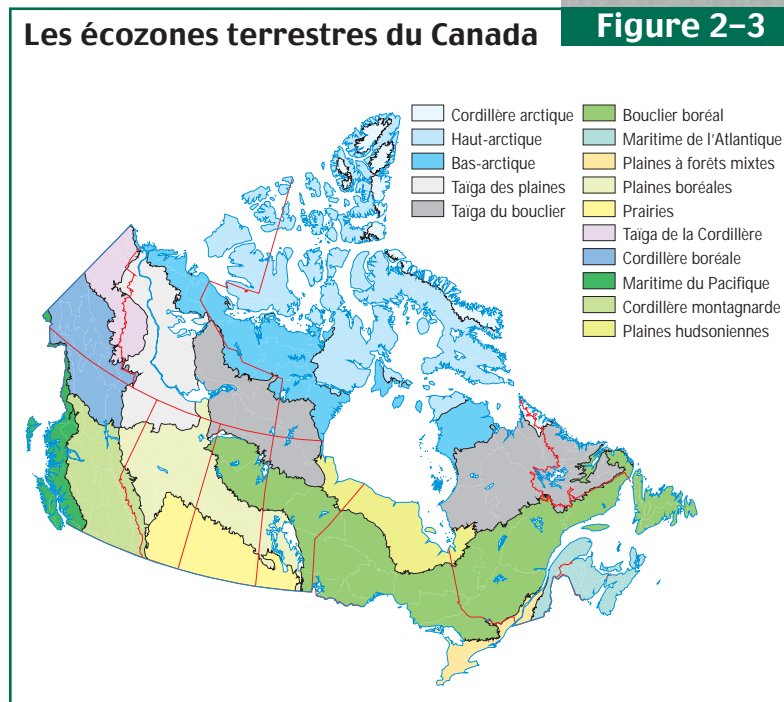 Les écozones terrestres du Canada
Figure 2–3
Cordillère arctique
Haut-arctique
Bas-arctique
Taïga des plaines
Taïga du bouclier
Bouclier boréal
Maritime de l'Atlantique
Plaines à forêts mixtes
Plaines boréales
Prairies
Taïga de la Cordillère
Cordillère boréale
Maritime du Pacifique
Cordillère montagnarde
Plaines hudsoniennes